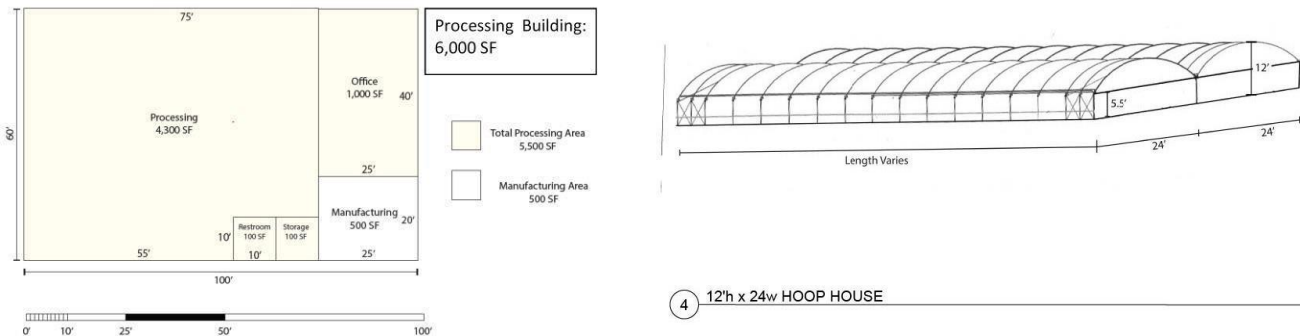 75'
Processing Building:
6,000 SF
Office
1,000 SF
40'
60'
Processing
4,300 SF
25'
Total Processing Area
5,500 SF
Manufacturing Area
500 SF
Manufacturing
500 SF
20'
Restroom
100 SF
Storage
100 SF
10'
55'
10'
25'
100'
0'
10'
25'
50'
100'
12'
5.5'
24'
24'
Length Varies
4
12'h x 24w HOOP HOUSE